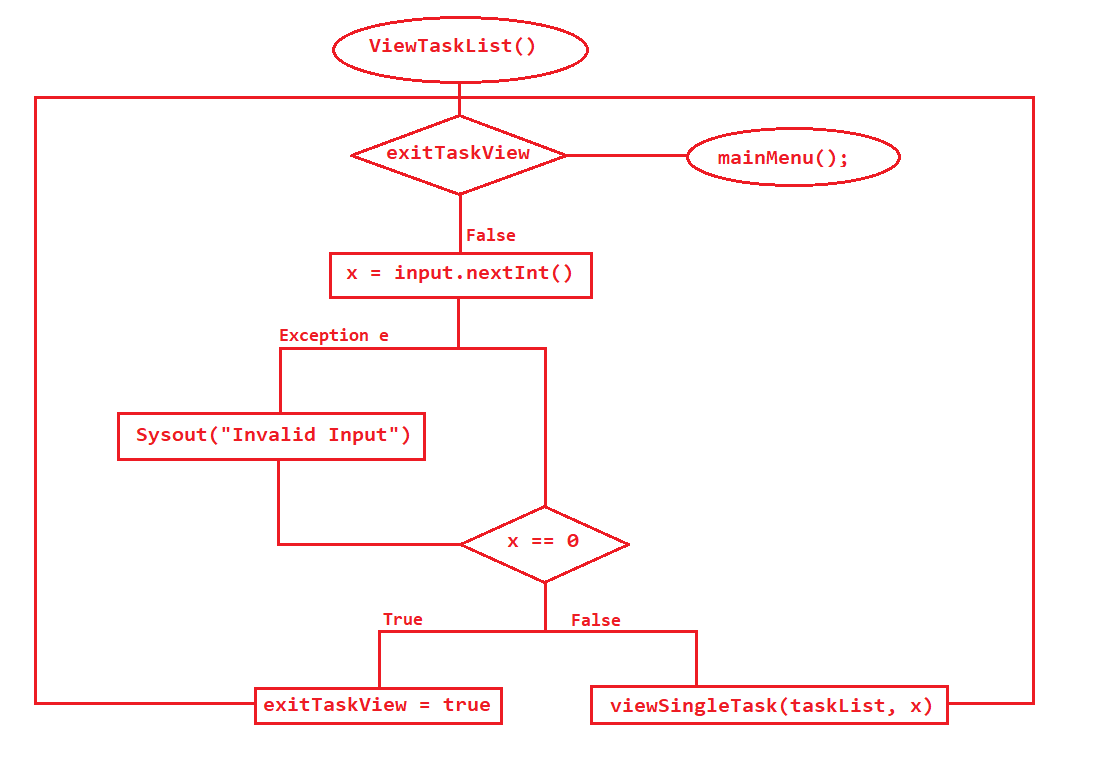 ViewTaskList()
exitTaskView
mainMenu();
False
x = input.nextInt()
Exception e
Sysout("Invalid Input")
x == 0
True
False
exitTaskView = true
viewSingleTask(taskList, x)